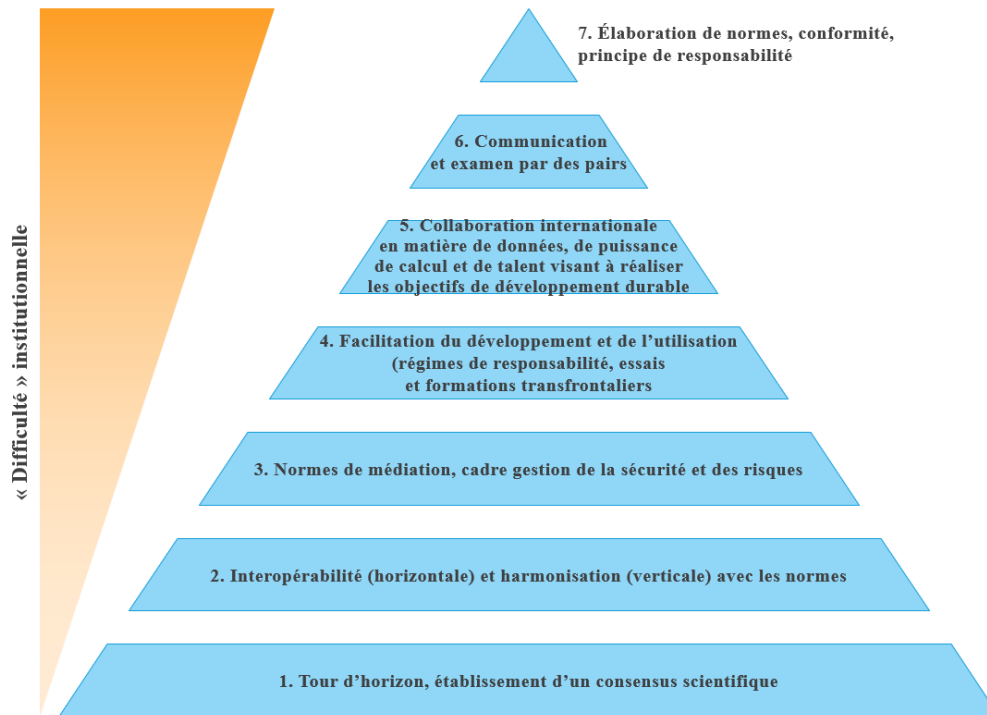 7. Élaboration de normes, conformité,
principe de responsabilité
6. Communication
et examen par des pairs
5. Collaboration internationale
en matière de données, de puissance
de calcul et de talent visant à réaliser
les objectifs de développement durable
4. Facilitation du développement et de l’utilisation
(régimes de responsabilité, essais
et formations transfrontaliers
3. Normes de médiation, cadre gestion de la sécurité et des risques
2. Interopérabilité (horizontale) et harmonisation (verticale) avec les normes
1. Tour d’horizon, établissement d’un consensus scientifique
« Difficulté » institutionnelle